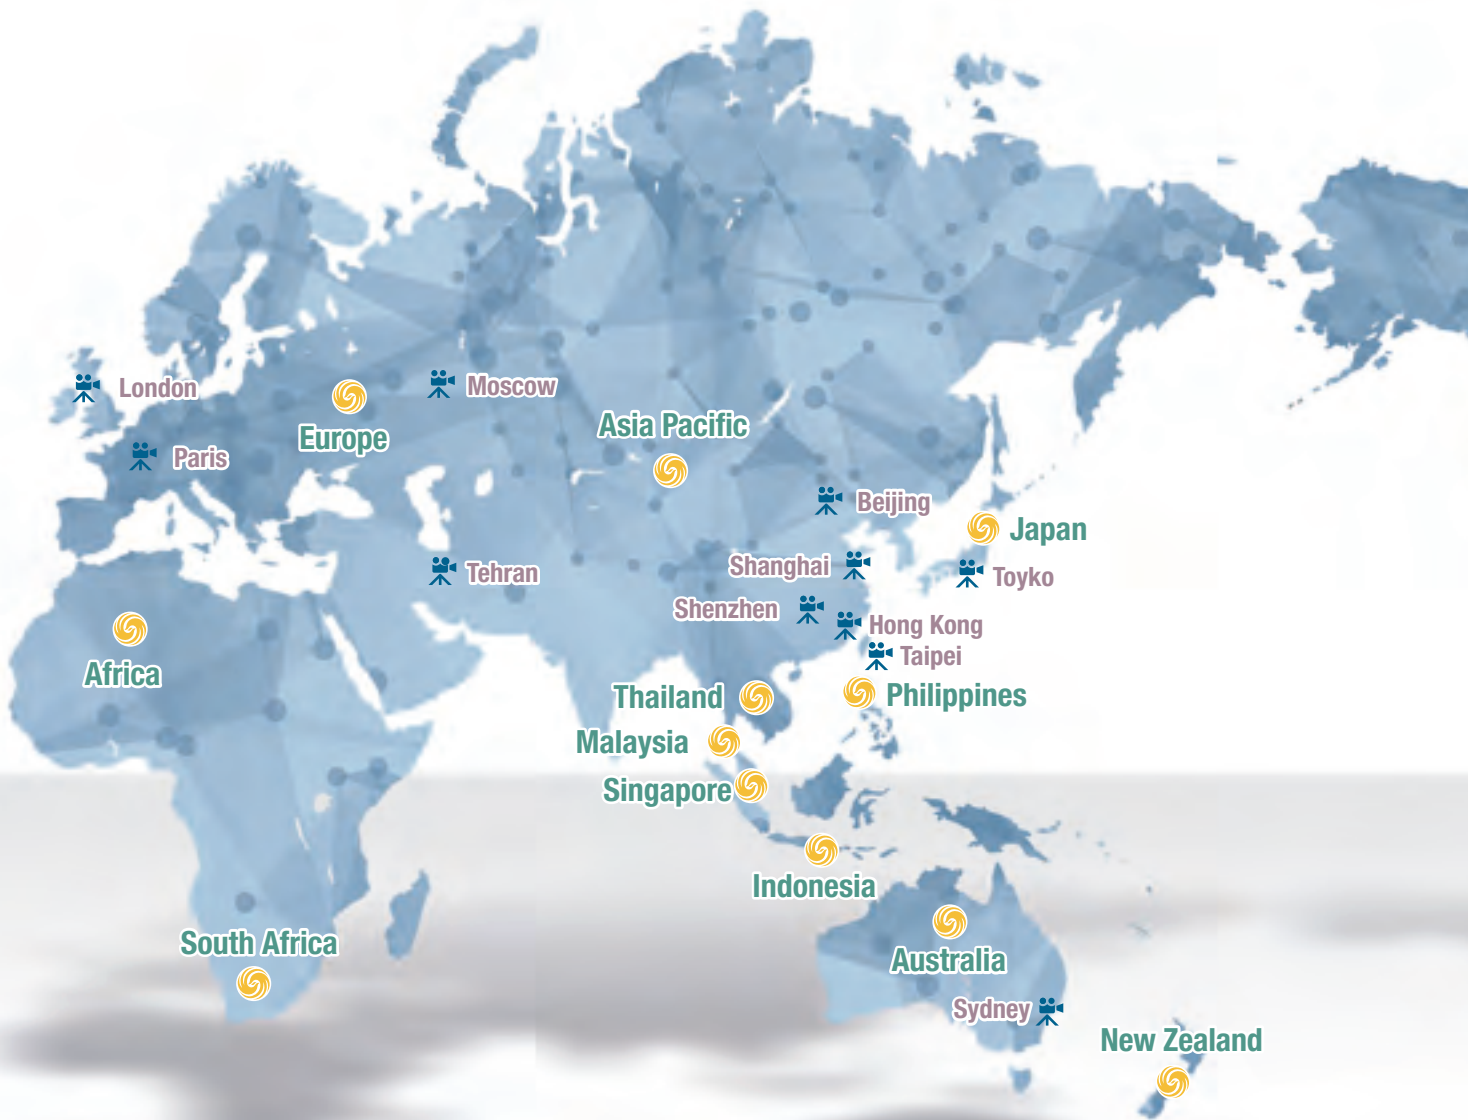 London
Moscow
Europe
Asia Pacific
Paris
Beijing
Japan
Shanghai
Tehran
Toyko
Shenzhen
Hong Kong
Taipei
Africa
Thailand
Philippines
Malaysia
Singapore
Indonesia
South Africa
Australia
Sydney
New Zealand